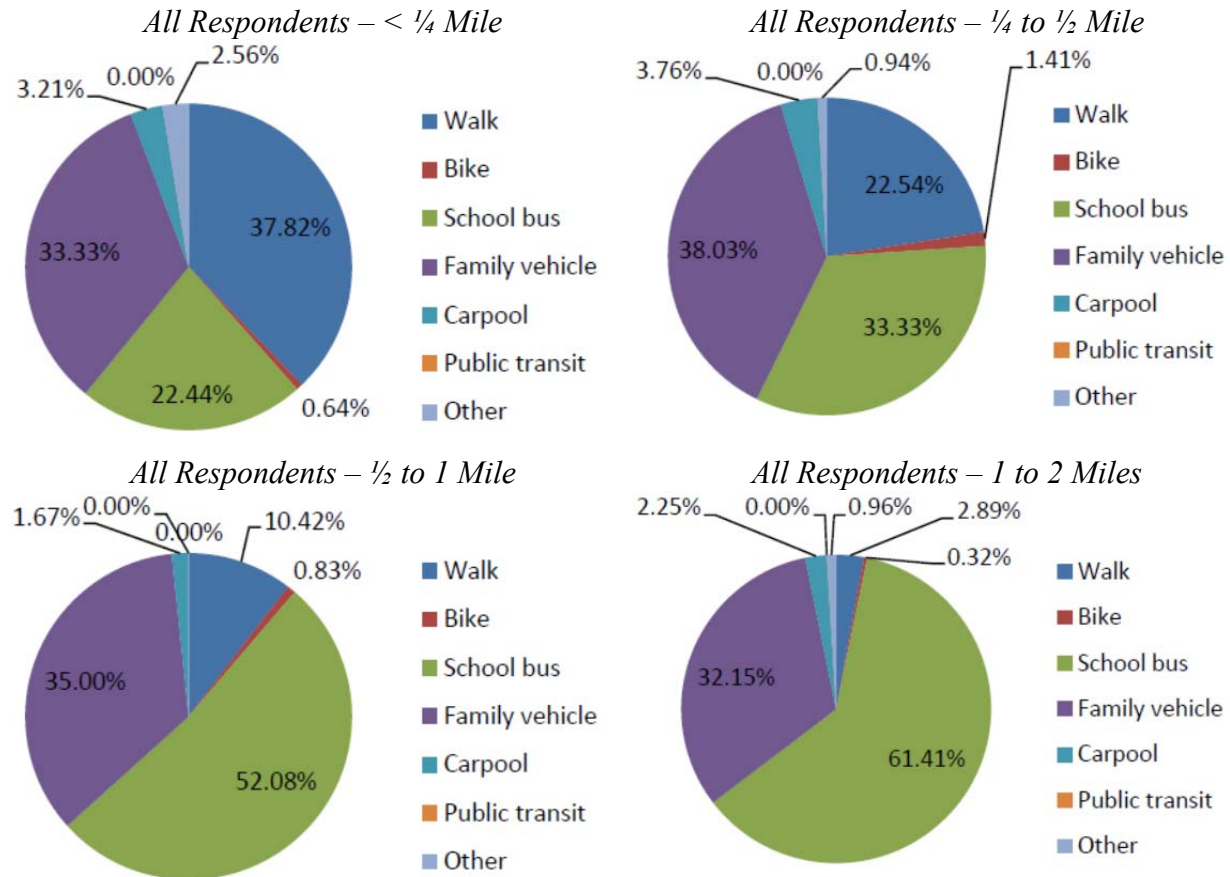 All Respondents – < ¼ Mile
3.21%
0.00%
2.56%
37.82%
33.33%
22.44%
0.64%
Walk
Bike
School bus
Family vehicle
Carpool
Public transit
Other
All Respondents – ¼ to ½ Mile
3.76%
0.00%
0.94%
1.41%
22.54%
38.03%
33.33%
Walk
Bike
School bus
Family vehicle
Carpool
Public transit
Other
All Respondents – ½ to 1 Mile
1.67%
0.00%
0.00%
10.42%
0.83%
35.00%
52.08%
Walk
Bike
School bus
Family vehicle
Carpool
Public transit
Other
All Respondents – 1 to 2 Miles
2.25%
0.00%
0.96%
2.89%
0.32%
32.15%
61.41%
Walk
Bike
School bus
Family vehicle
Carpool
Public transit
Other